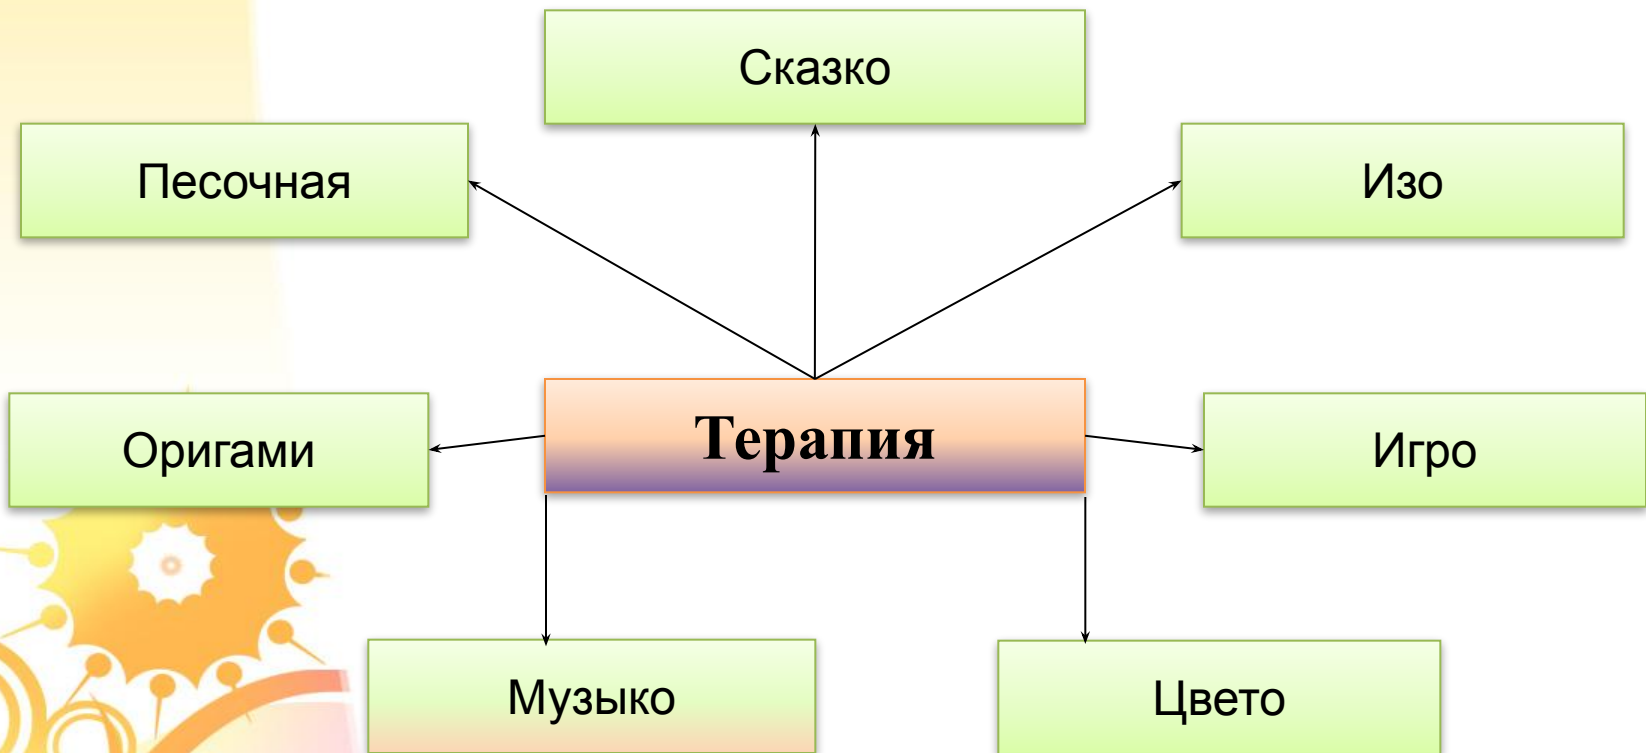 Сказко
Песочная
Изо
Терапия
Оригами
Игро
Музыко
Цвето